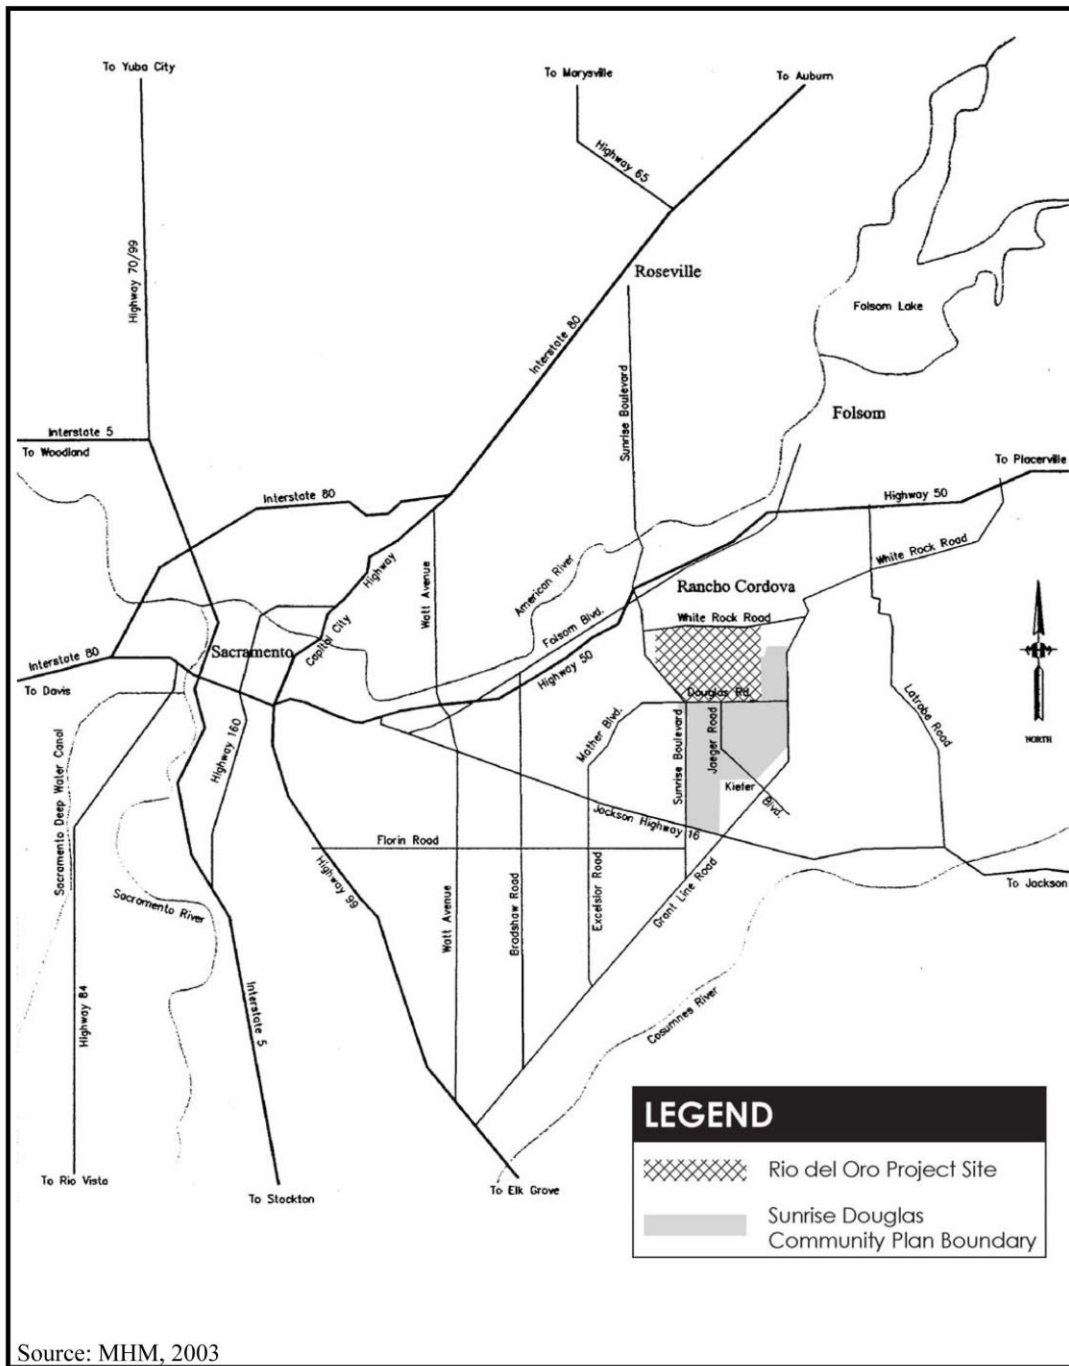 To Yuba City
To Marysville
To Auburn
Highway 65
Highway 70/99
Roseville
Folsom Lake
Interstate 80
Sunrise Boulevard
Folsom
Interstate 5
To Woodland
To Placerville
Interstate 80
Highway 50
White Rock Road
Highway
Capital City
Watt Avenue
American River
Rancho Cordova
Folsom Blvd.
White Rock Road
Sacramento
Interstate 80
To Davis
Highway 50
Douglas Rd.
Mather Blvd.
Sunrise Boulevard
Jaeger Road
Latrobe Road
NORTH
Highway 160
Sacramento Deep Water Canal
Kiefer
Blvd.
Jackson Highway 16
Florin Road
Highway 99
Watt Avenue
Bradshaw Road
Excelsior Road
Grant Line Road
To Jackson
Sacramento River
Highway 84
Interstate 5
Cosumnes River
To Rio Vista
To Stockton
To Elk Grove
LEGEND
Rio del Oro Project Site
Sunrise Douglas
Community Plan Boundary
Source: MHM, 2003